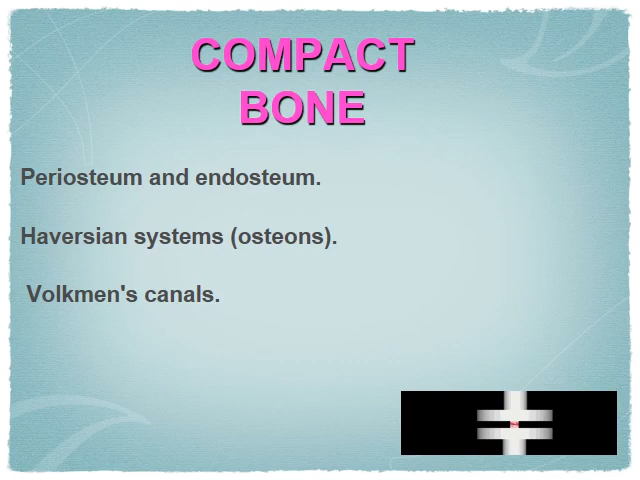 COMPACT
BONE
Periosteum and endosteum.
Haversian systems (osteons).
Volkmen's canals.